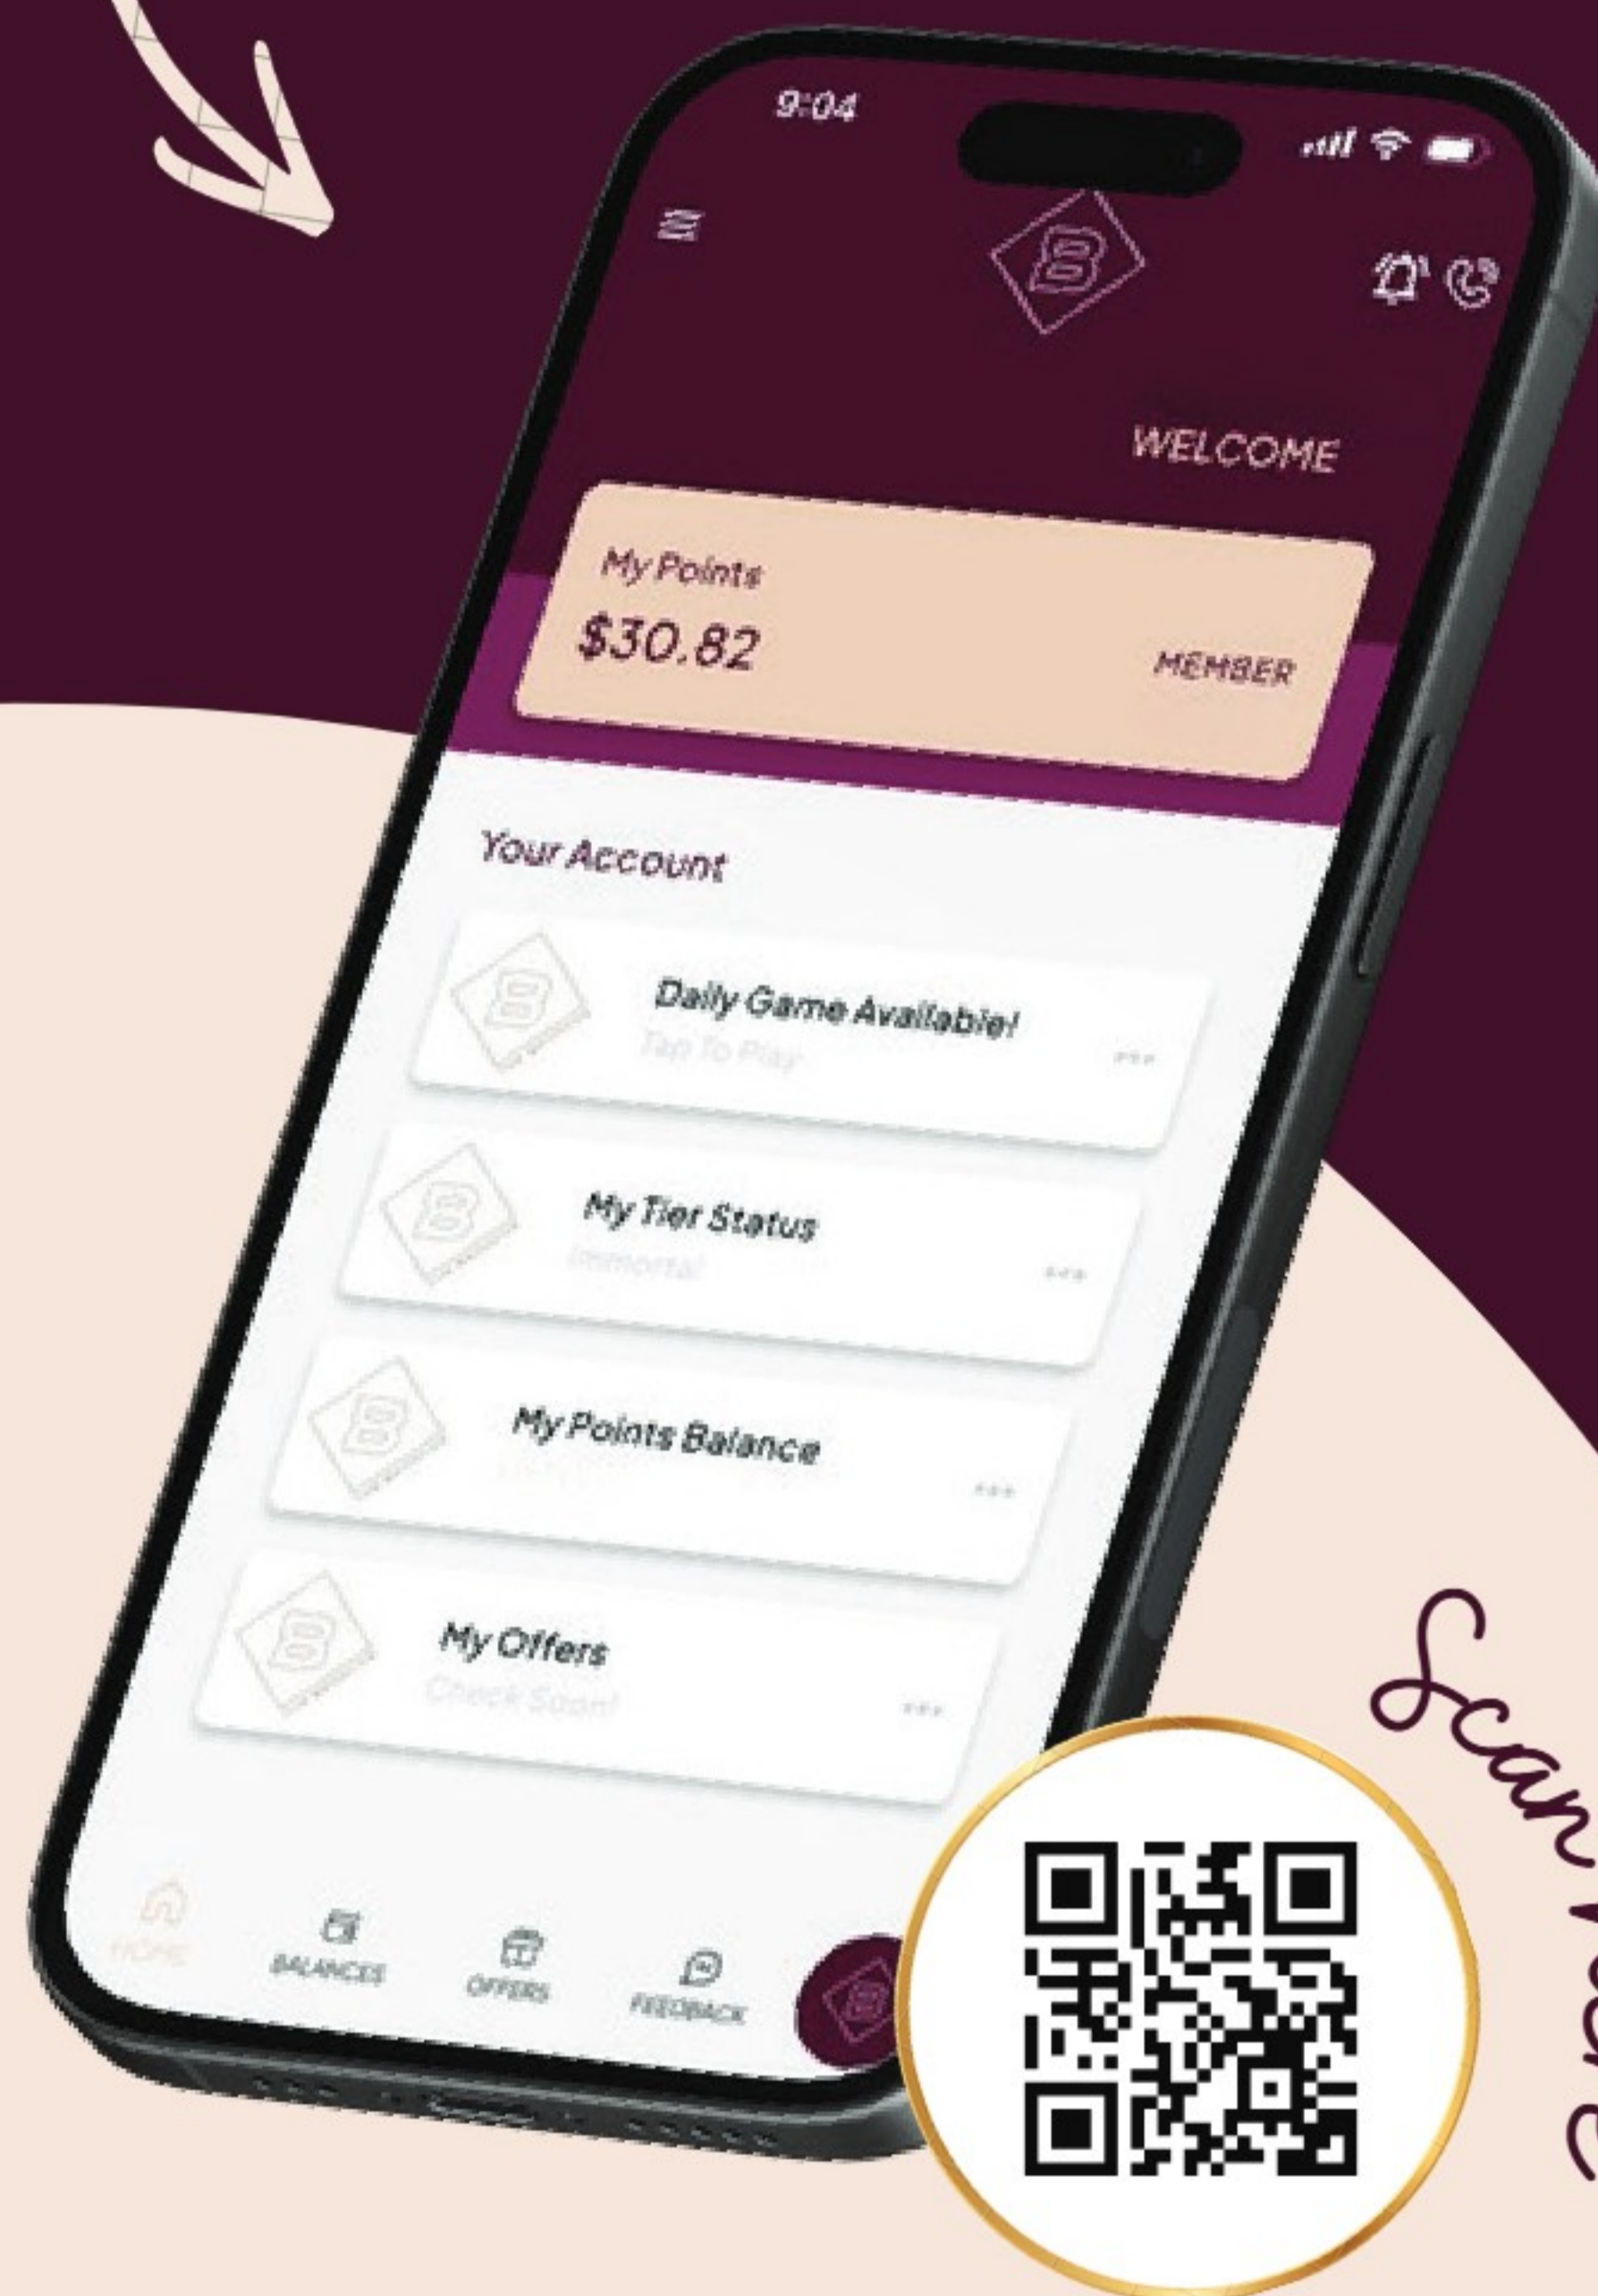 9:04
B
WELCOME
My Points
$30.82
MEMBER
Your Account
B
Daily Game Available!
Tap To Play
B
My Tier Status
Immortal
B
My Points Balance
B
My Offers
Check Soon!
HOME
BALANCES
OFFERS
FEEDBACK
B
Scan